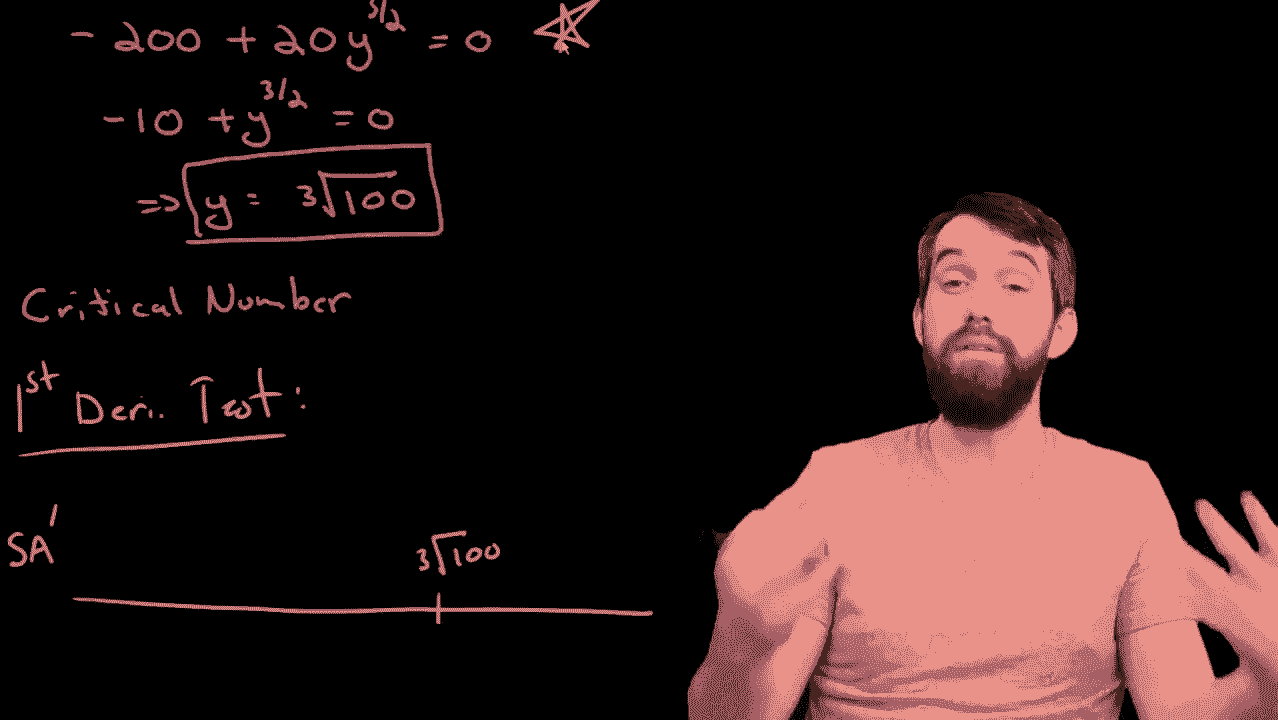 - 200 + 20y^3/2 = 0
-10 + y^3/2 = 0
=> y = 3√100
Critical Number
1st Deri. Test:
SA'
3√100